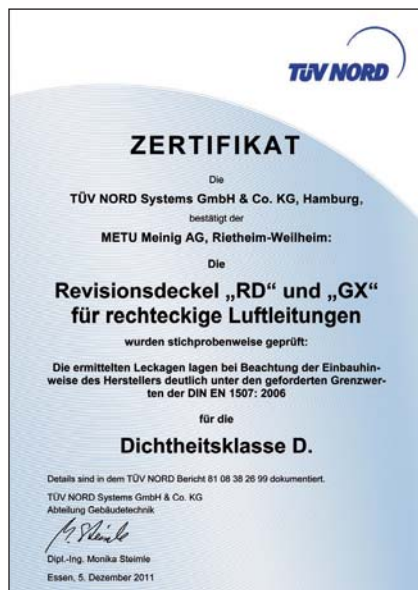 TÜV NORD
ZERTIFIKAT
Die
TÜV NORD Systems GmbH & Co. KG, Hamburg,
bestätigt der
METU Meinig AG, Rietheim-Weilheim:
Die
Revisionsdeckel „RD“ und „GX“
für rechteckige Luftleitungen
wurden stichprobenweise geprüft:
Die ermittelten Leckagen lagen bei Beachtung der Einbauhin-
weise des Herstellers deutlich unter den geforderten Grenzwer-
ten der DIN EN 1507: 2006
für die
Dichtheitsklasse D.
Details sind in dem TÜV NORD Bericht 81 08 38 26 99 dokumentiert.
TÜV NORD Systems GmbH & Co. KG
Abteilung Gebäudetechnik
M. Steimle
Dipl.-Ing. Monika Steimle
Essen, 5. Dezember 2011